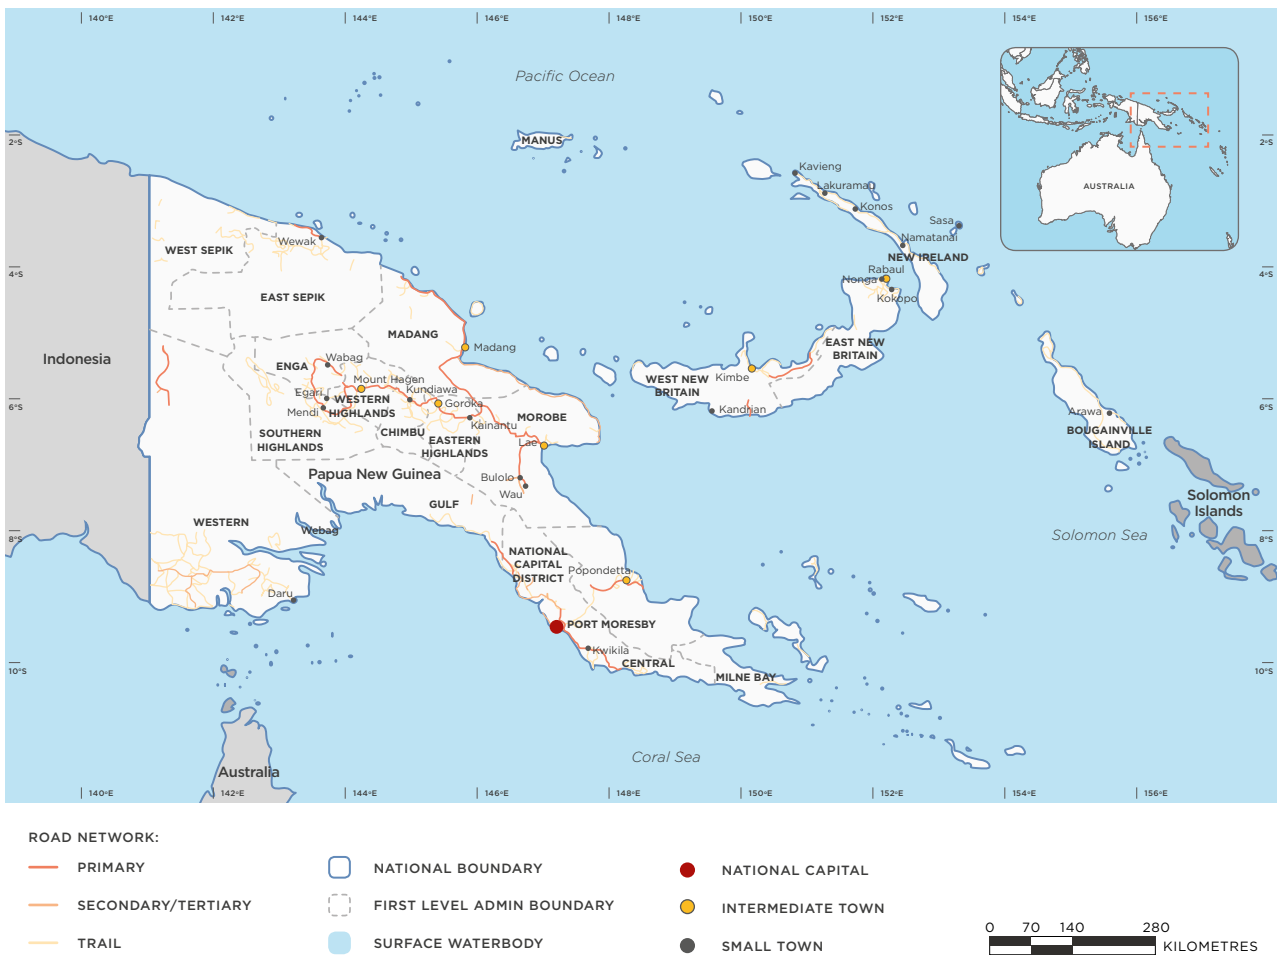 140°E
142°E
144°E
146°E
148°E
150°E
152°E
154°E
156°E
Pacific Ocean
2°S
2°S
MANUS
Kavieng
Lakuramau
Konos
AUSTRALIA
Sasa
Namatanai
NEW IRELAND
Wewak
WEST SEPIK
Rabaul
Nonga
Kokopo
4°S
4°S
EAST SEPIK
MADANG
Madang
EAST NEW
BRITAIN
Indonesia
Wabag
ENGA
Mount Hagen
Kundiawa
Egari
WESTERN
HIGHLANDS
Goroka
Mendi
Kainantu
MOROBE
Kimbe
WEST NEW
BRITAIN
Kandrian
6°S
6°S
Arawa
BOUGAINVILLE
ISLAND
SOUTHERN
HIGHLANDS
CHIMBU
EASTERN
HIGHLANDS
Lae
Papua New Guinea
Bulolo
Wau
GULF
Solomon
Islands
WESTERN
Webag
Solomon Sea
8°S
8°S
NATIONAL
CAPITAL
DISTRICT
Popondetta
Daru
PORT MORESBY
Kwikila
CENTRAL
MILNE BAY
10°S
10°S
Coral Sea
Australia
140°E
142°E
144°E
146°E
148°E
150°E
152°E
154°E
156°E
ROAD NETWORK:
PRIMARY
SECONDARY/TERTIARY
TRAIL
NATIONAL BOUNDARY
FIRST LEVEL ADMIN BOUNDARY
SURFACE WATERBODY
NATIONAL CAPITAL
INTERMEDIATE TOWN
SMALL TOWN
0 70 140 280
KILOMETRES